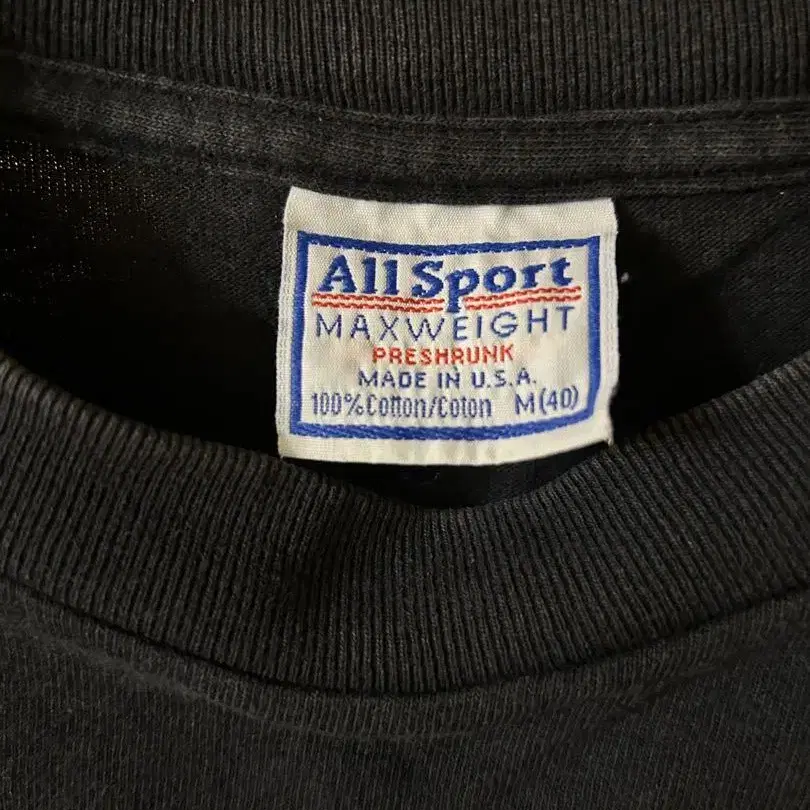 All Sport
MAXWEIGHT
PRESHRUNK
MADE IN U.S.A.
100% Cotton/Coton M(40)